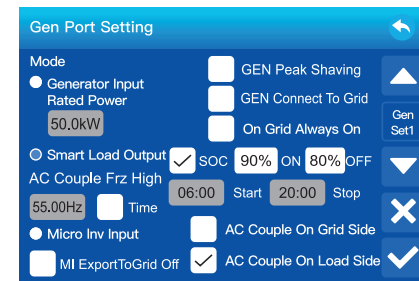 Gen Port Setting
Mode
Generator Input
Rated Power
50.0kW
GEN Peak Shaving
GEN Connect To Grid
On Grid Always On
Gen
Set1
Smart Load Output SOC 90% ON 80% OFF
AC Couple Frz High
06:00 Start 20:00 Stop
55.00Hz Time
Micro Inv Input
AC Couple On Grid Side
MI ExportToGrid Off
AC Couple On Load Side